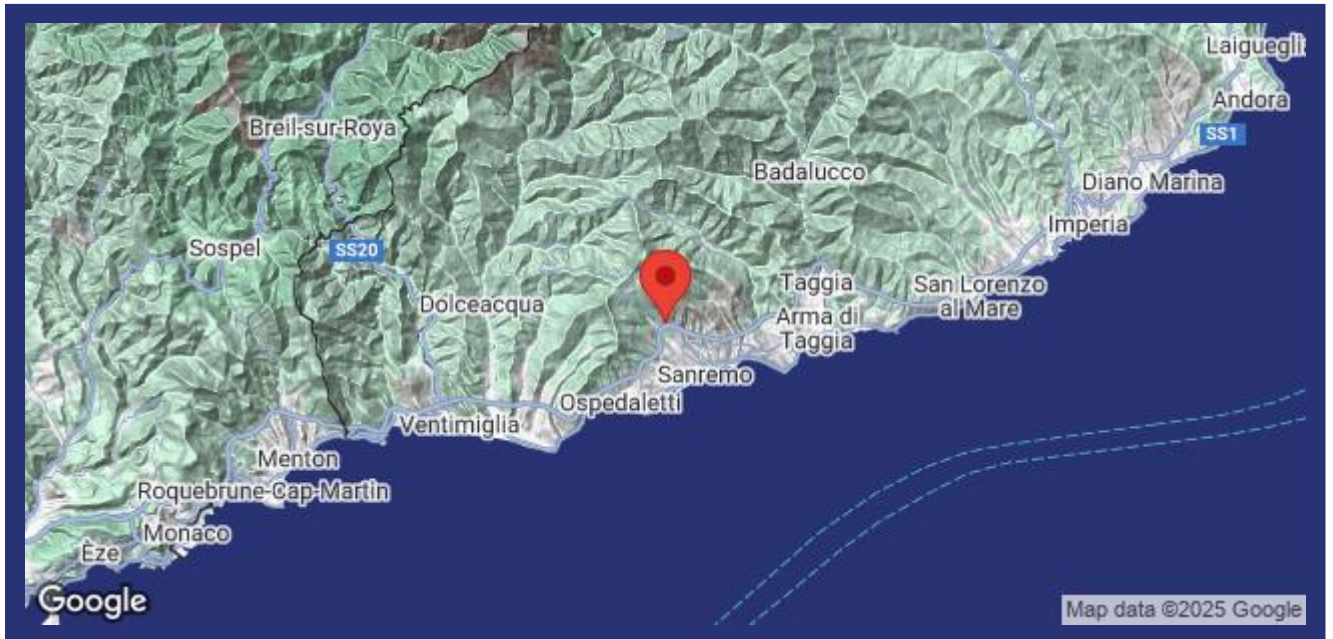 Laiguegli
Andora
SS1
Breil-sur-Roya
Badalucco
Diano Marina
Imperia
Sospel
SS20
Dolceacqua
Taggia
San Lorenzo
al Mare
Arma di
Taggia
Sanremo
Ospedaletti
Ventimiglia
Menton
Roquebrune-Cap-Martin
Monaco
Èze
Google
Map data ©2025 Google